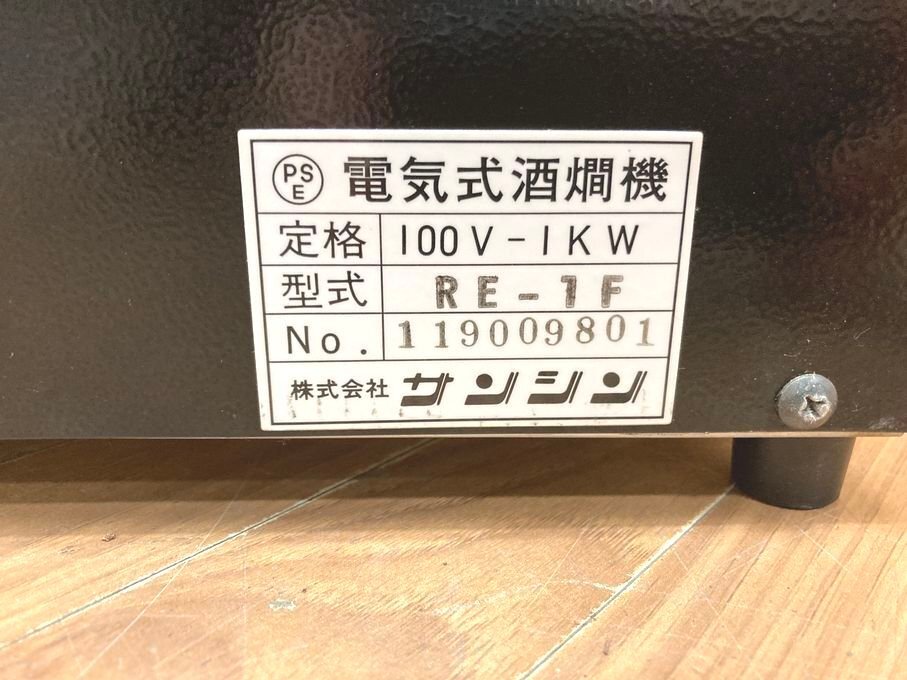 PSE 電気式酒燗機
定格 100V-1KW
型式 RE-1F
No. 119009801
株式会社 サンシン